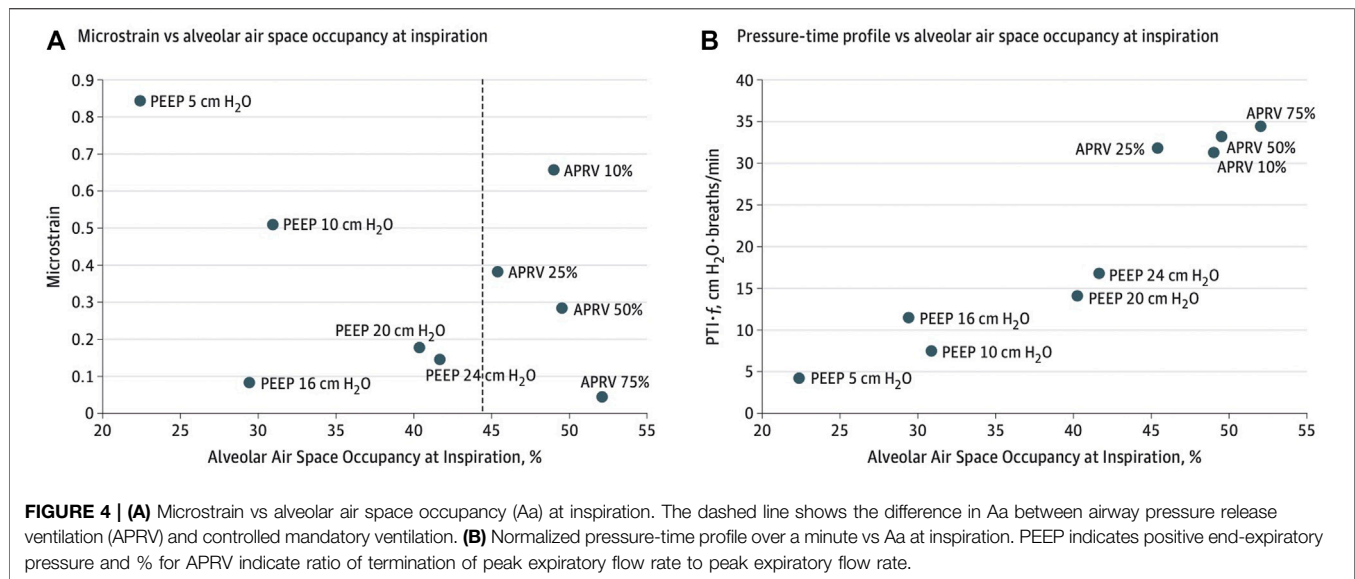 A Microstrain vs alveolar air space occupancy at inspiration
0.9
0.8
0.7
0.6
0.5
0.4
0.3
0.2
0.1
0
Microstrain
PEEP 5 cm H₂O
APRV 10%
PEEP 10 cm H₂O
APRV 25%
APRV 50%
PEEP 20 cm H₂O
PEEP 24 cm H₂O
PEEP 16 cm H₂O
APRV 75%
20 25 30 35 40 45 50 55
Alveolar Air Space Occupancy at Inspiration, %
B Pressure-time profile vs alveolar air space occupancy at inspiration
40
35
30
25
20
15
10
5
0
PTI·f, cm H₂O·breaths/min
APRV 75%
APRV 25%
APRV 50%
APRV 10%
PEEP 24 cm H₂O
PEEP 20 cm H₂O
PEEP 16 cm H₂O
PEEP 10 cm H₂O
PEEP 5 cm H₂O
20 25 30 35 40 45 50 55
Alveolar Air Space Occupancy at Inspiration, %
FIGURE 4 | (A) Microstrain vs alveolar air space occupancy (Aa) at inspiration. The dashed line shows the difference in Aa between airway pressure release
ventilation (APRV) and controlled mandatory ventilation. (B) Normalized pressure-time profile over a minute vs Aa at inspiration. PEEP indicates positive end-expiratory
pressure and % for APRV indicate ratio of termination of peak expiratory flow rate to peak expiratory flow rate.